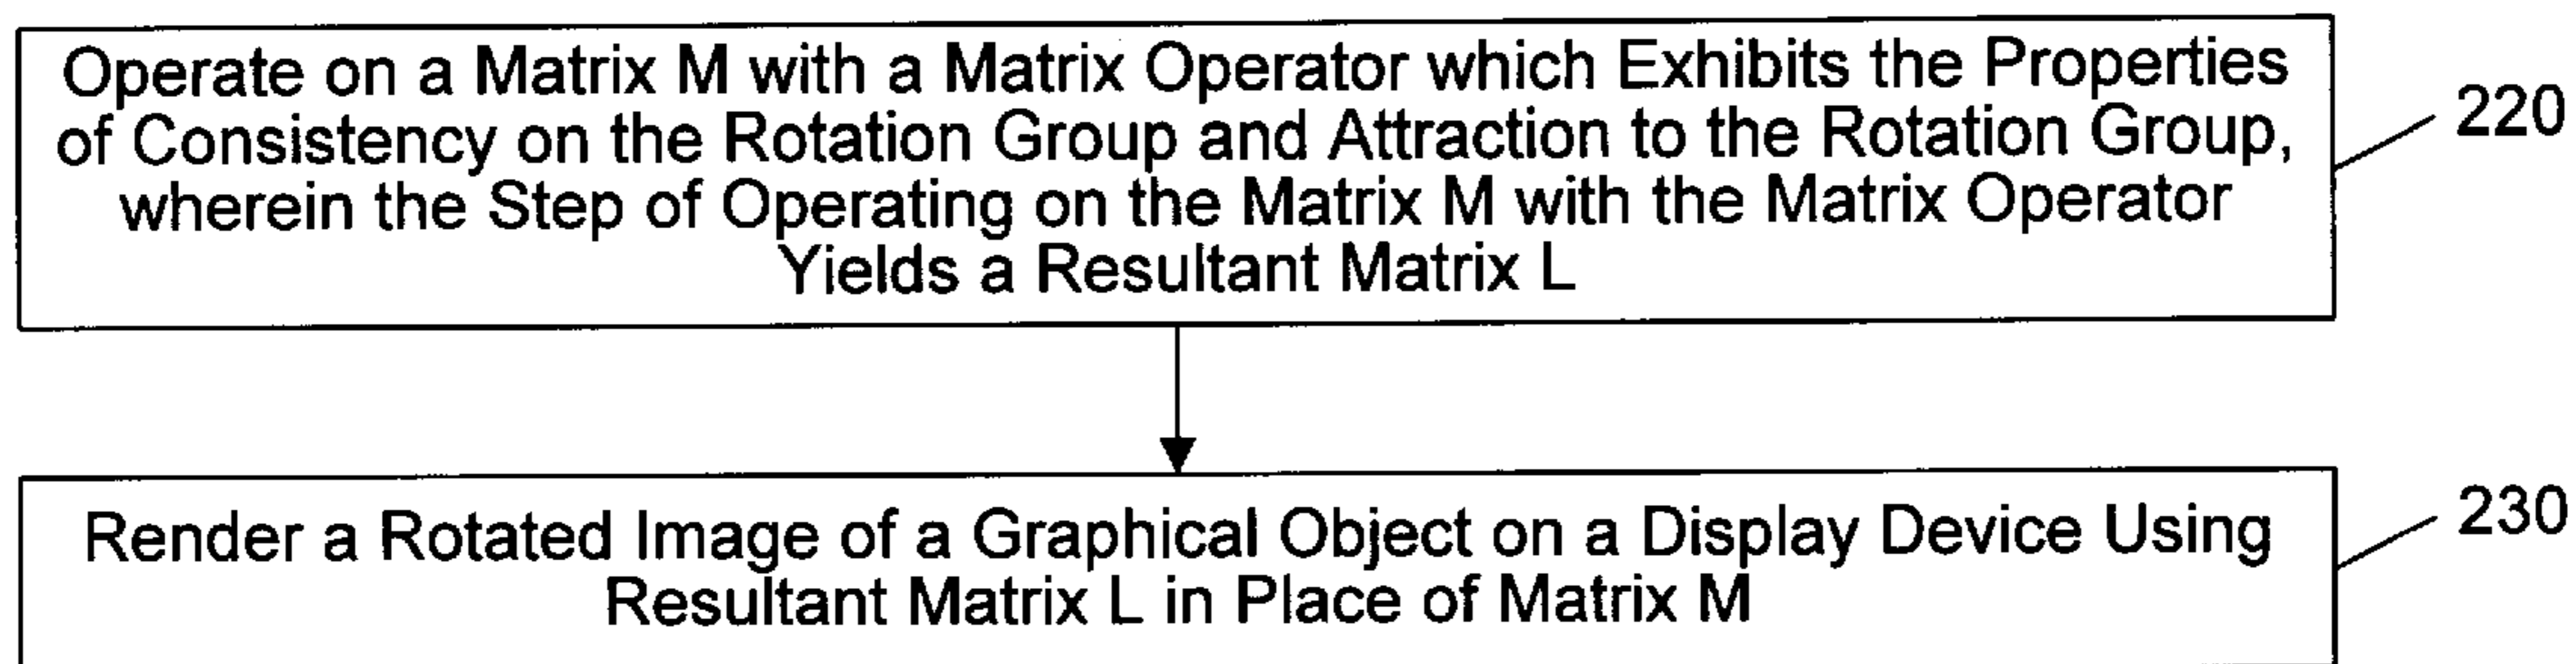 Operate on a Matrix M with a Matrix Operator which Exhibits the Properties
of Consistency on the Rotation Group and Attraction to the Rotation Group,
wherein the Step of Operating on the Matrix M with the Matrix Operator
Yields a Resultant Matrix L
220
Render a Rotated Image of a Graphical Object on a Display Device Using
Resultant Matrix L in Place of Matrix M
230